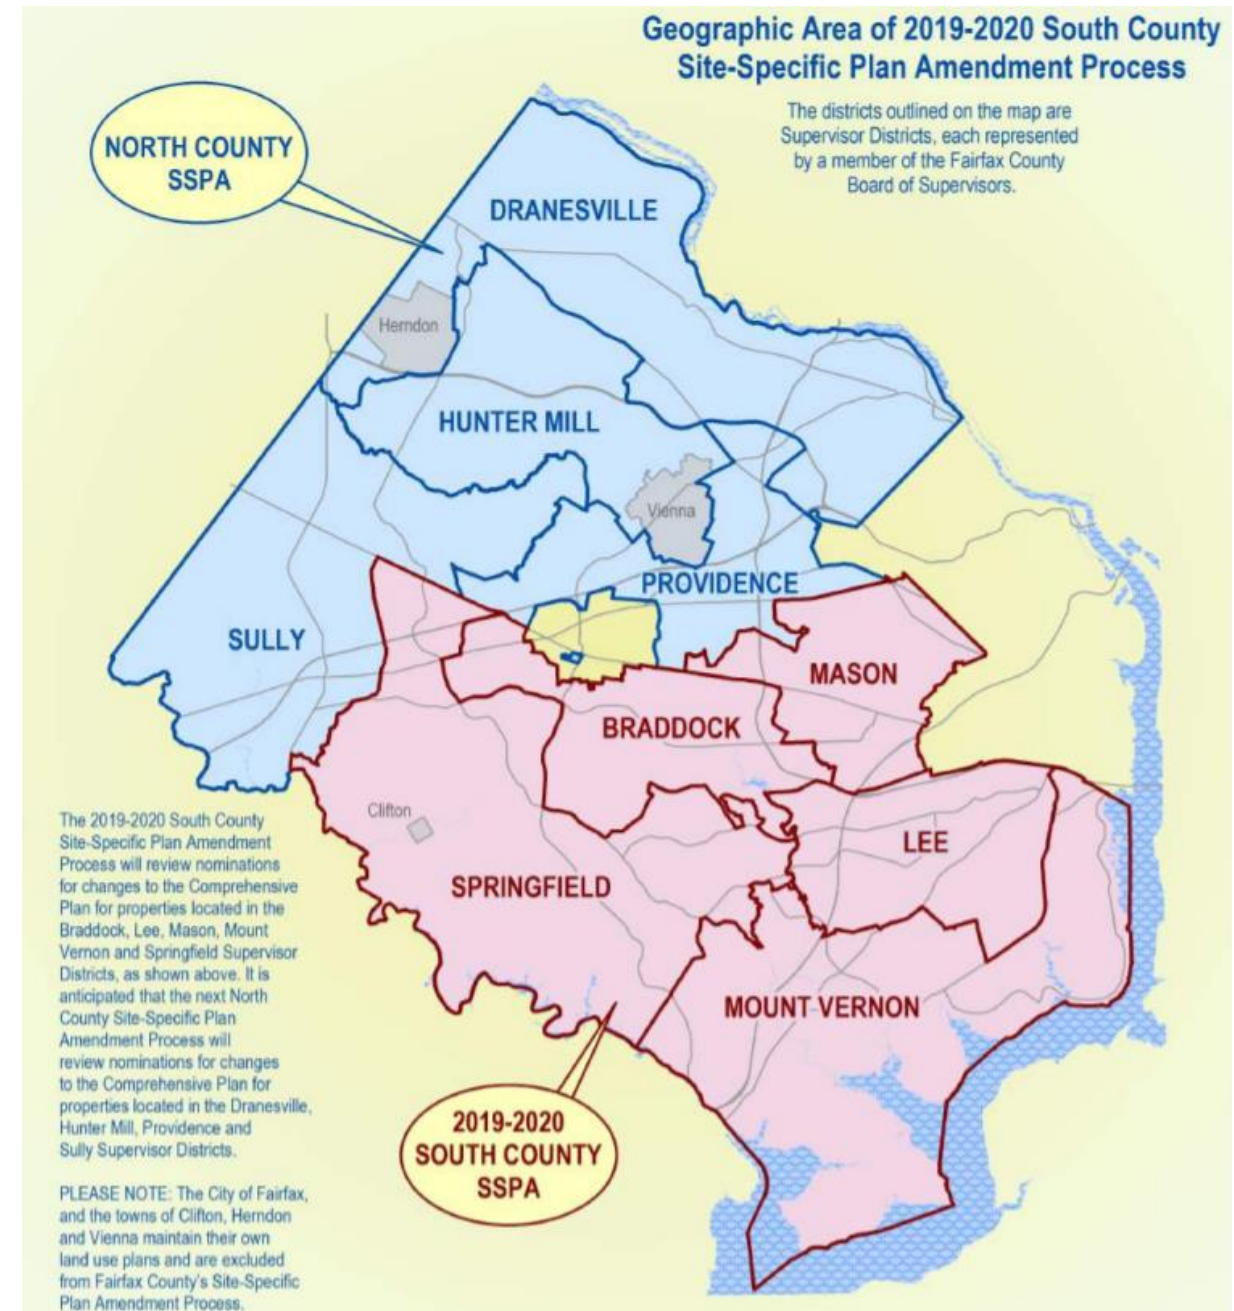 Geographic Area of 2019-2020 South County
Site-Specific Plan Amendment Process
The districts outlined on the map are
Supervisor Districts, each represented
by a member of the Fairfax County
Board of Supervisors.
NORTH COUNTY
SSPA
DRANESVILLE
Herndon
HUNTER MILL
Vienna
PROVIDENCE
SULLY
MASON
BRADDOCK
Clifton
LEE
SPRINGFIELD
MOUNT VERNON
2019-2020
SOUTH COUNTY
SSPA
The 2019-2020 South County
Site-Specific Plan Amendment
Process will review nominations
for changes to the Comprehensive
Plan for properties located in the
Braddock, Lee, Mason, Mount
Vernon and Springfield Supervisor
Districts, as shown above. It is
anticipated that the next North
County Site-Specific Plan
Amendment Process will
review nominations for changes
to the Comprehensive Plan for
properties located in the Dranesville,
Hunter Mill, Providence and
Sully Supervisor Districts.
PLEASE NOTE: The City of Fairfax,
and the towns of Clifton, Herndon
and Vienna maintain their own
land use plans and are excluded
from Fairfax County's Site-Specific
Plan Amendment Process.